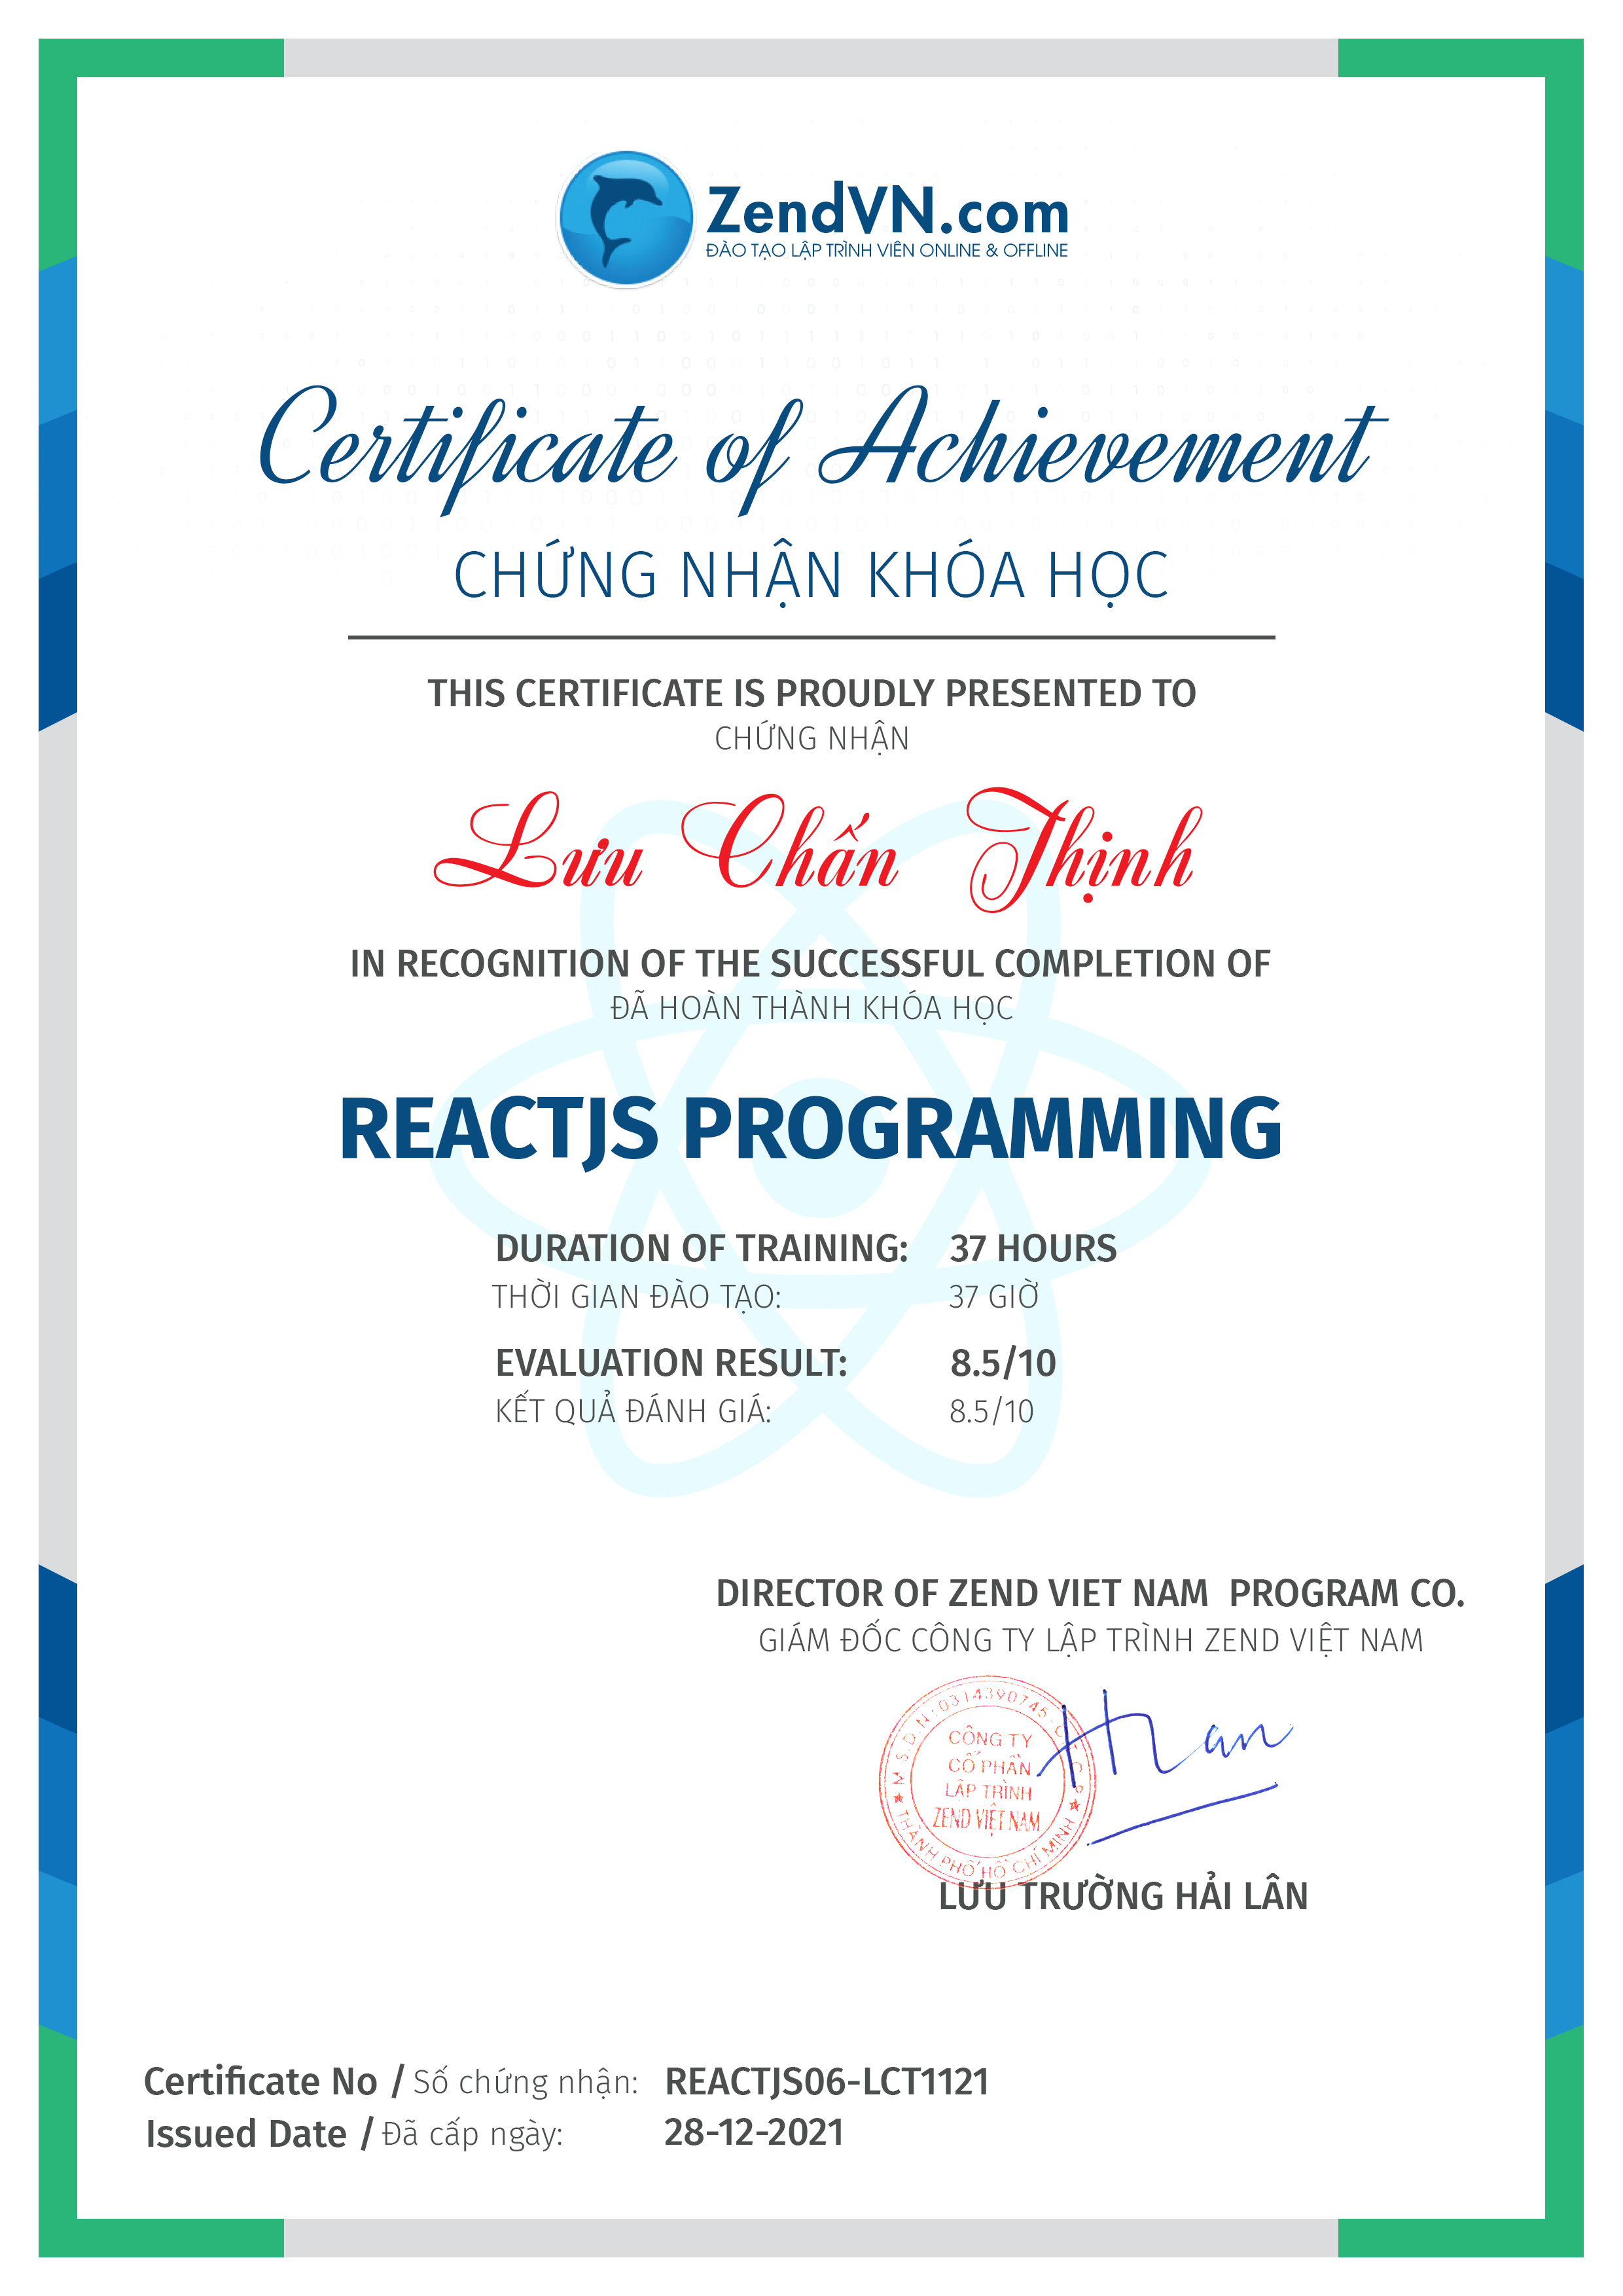 ZendVN.com
ĐÀO TẠO LẬP TRÌNH VIÊN ONLINE & OFFLINE
Certificate of Achievement
CHỨNG NHẬN KHÓA HỌC
THIS CERTIFICATE IS PROUDLY PRESENTED TO
CHỨNG NHẬN
Lưu Chấn Thịnh
IN RECOGNITION OF THE SUCCESSFUL COMPLETION OF
ĐÃ HOÀN THÀNH KHÓA HỌC
REACTJS PROGRAMMING
DURATION OF TRAINING: 37 HOURS
THỜI GIAN ĐÀO TẠO: 37 GIỜ
EVALUATION RESULT: 8.5/10
KẾT QUẢ ĐÁNH GIÁ: 8.5/10
DIRECTOR OF ZEND VIET NAM PROGRAM CO.
GIÁM ĐỐC CÔNG TY LẬP TRÌNH ZEND VIỆT NAM
M.S.D.N: 0314390745
CÔNG TY
CỔ PHẦN
LẬP TRÌNH
ZEND VIỆT NAM
THÀNH PHỐ HỒ CHÍ MINH
LƯU TRƯỜNG HẢI LÂN
Certificate No / Số chứng nhận: REACTJS06-LCT1121
Issued Date / Đã cấp ngày: 28-12-2021